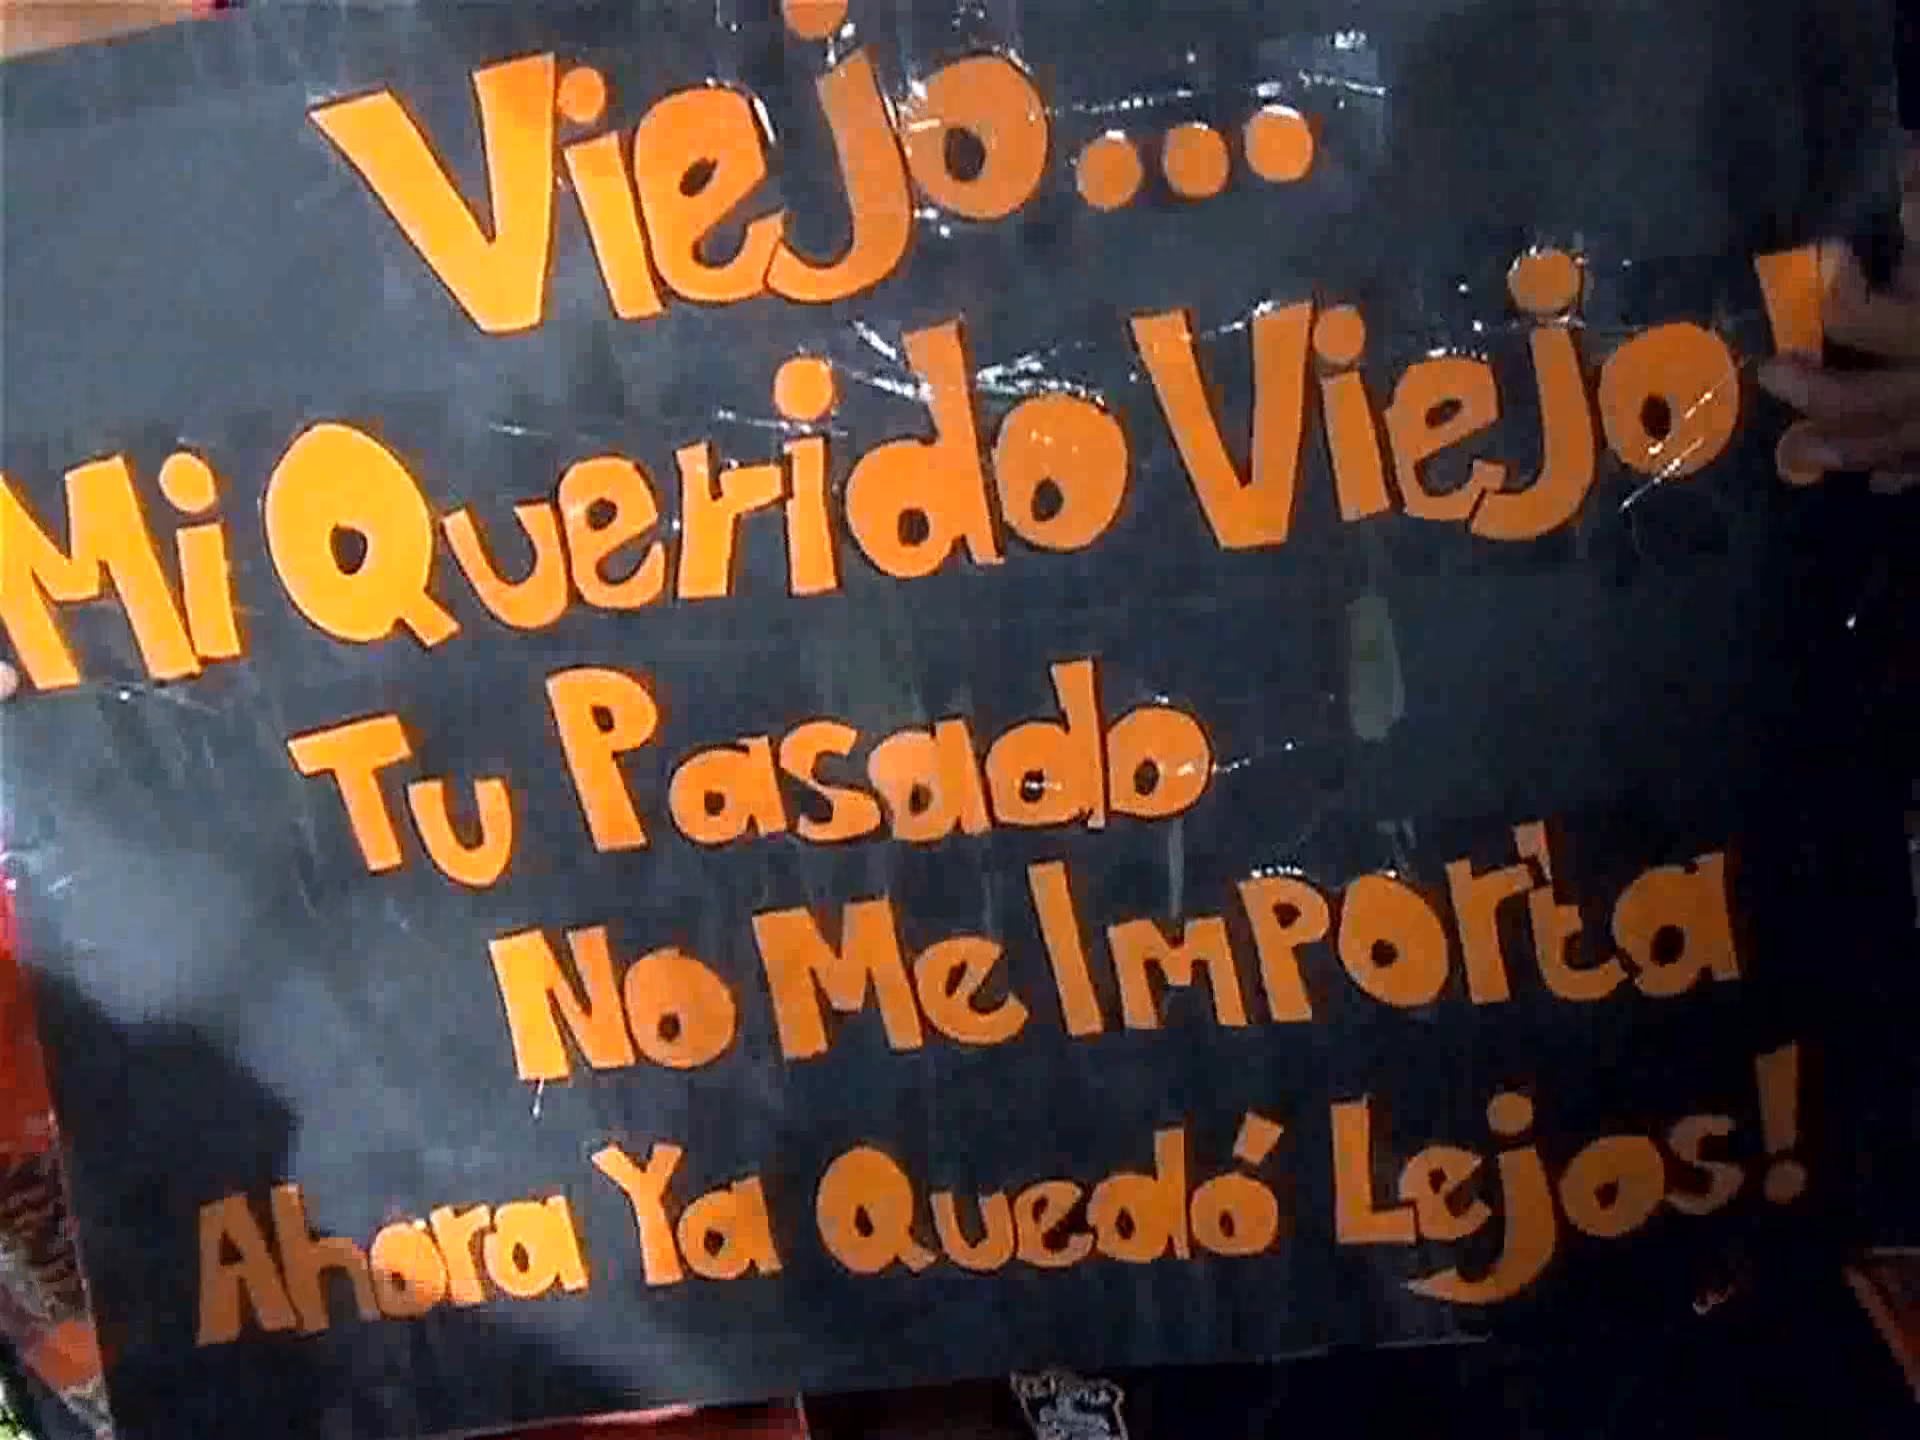 Viejo...
Mi Querido Viejo!
Tu Pasado
No Me Importa
Ahora Ya Quedó Lejos!